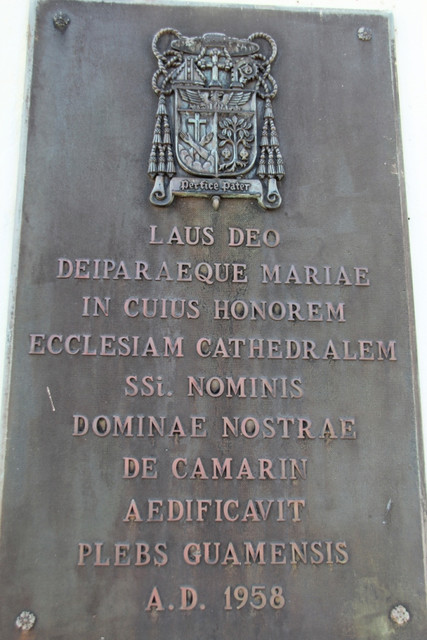 Perfice Pater
LAUS DEO
DEIPARAEQUE MARIAE
IN CUIUS HONOREM
ECCLESIAM CATHEDRALEM
SSi. NOMINIS
DOMINAE NOSTRAE
DE CAMARIN
AEDIFICAVIT
PLEBS GUAMENSIS
A.D. 1958